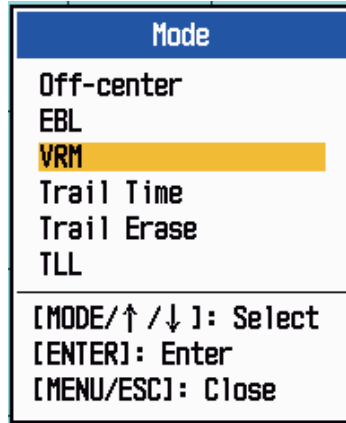 Mode
Off-center
EBL
VRM
Trail Time
Trail Erase
TLL
[MODE/↑/↓]: Select
[ENTER]: Enter
[MENU/ESC]: Close